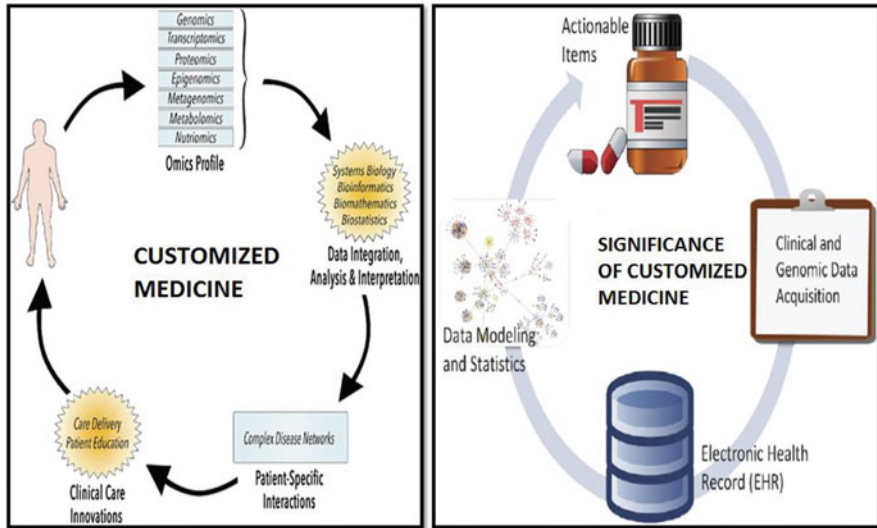 Genomics
Transcriptomics
Proteomics
Epigenomics
Metagenomics
Metabolomics
Nutriomics
Omics Profile
Systems Biology
Bioinformatics
Biomathematics
Biostatistics
Data Integration,
Analysis & Interpretation
CUSTOMIZED
MEDICINE
Complex Disease Networks
Patient-Specific
Interactions
Care Delivery
Patient Education
Clinical Care
Innovations
Actionable
Items
SIGNIFICANCE
OF CUSTOMIZED
MEDICINE
Clinical and
Genomic Data
Acquisition
Electronic Health
Record (EHR)
Data Modeling
and Statistics